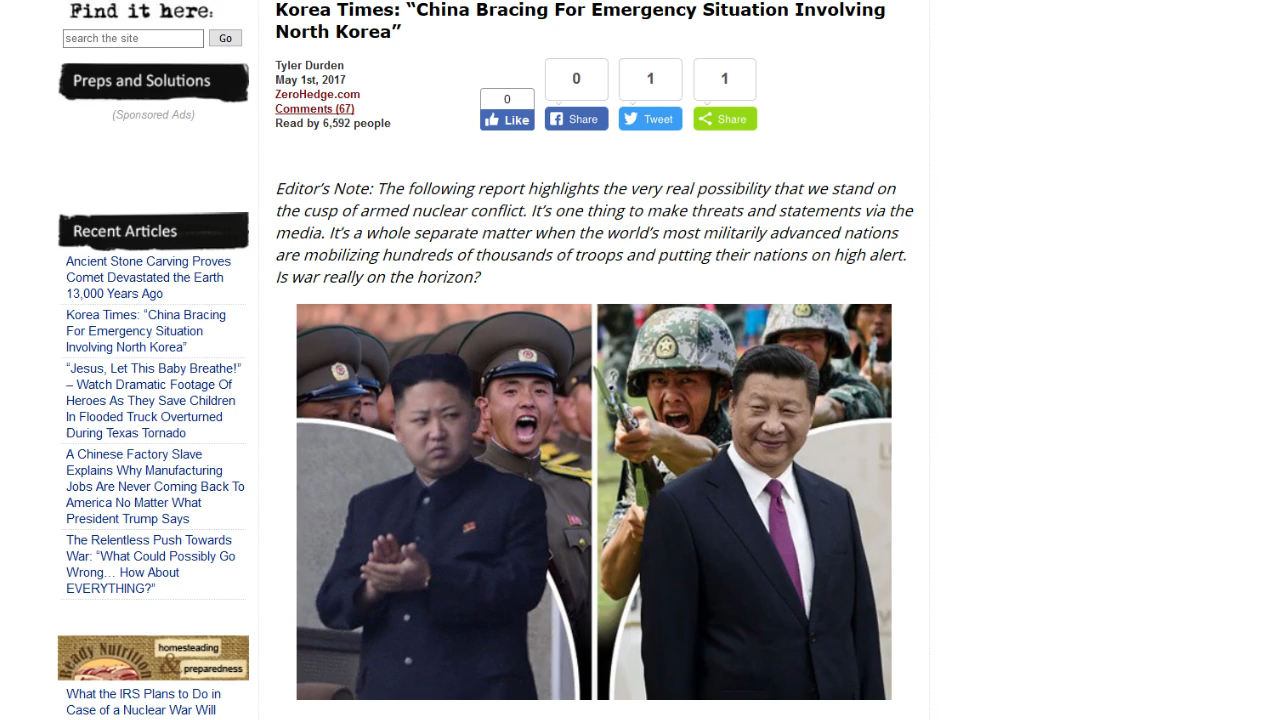 Find it here:
search the site
Go
Preps and Solutions
(Sponsored Ads)
Recent Articles
Ancient Stone Carving Proves
Comet Devastated the Earth
13,000 Years Ago
Korea Times: “China Bracing
For Emergency Situation
Involving North Korea”
“Jesus, Let This Baby Breathe!”
– Watch Dramatic Footage Of
Heroes As They Save Children
In Flooded Truck Overturned
During Texas Tornado
A Chinese Factory Slave
Explains Why Manufacturing
Jobs Are Never Coming Back To
America No Matter What
President Trump Says
The Relentless Push Towards
War: “What Could Possibly Go
Wrong… How About
EVERYTHING?”
Ready Nutrition
homesteading
&
preparedness
What the IRS Plans to Do in
Case of a Nuclear War Will
Korea Times: “China Bracing For Emergency Situation Involving
North Korea”
Tyler Durden
May 1st, 2017
ZeroHedge.com
Comments (67)
Read by 6,592 people
0
Like
0
Share
1
Tweet
1
Share
Editor’s Note: The following report highlights the very real possibility that we stand on
the cusp of armed nuclear conflict. It’s one thing to make threats and statements via the
media. It’s a whole separate matter when the world’s most militarily advanced nations
are mobilizing hundreds of thousands of troops and putting their nations on high alert.
Is war really on the horizon?